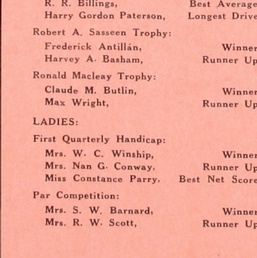 R. R. Billings, Best Average
Harry Gordon Paterson, Longest Drive
Robert A. Sasseen Trophy:
Frederick Antillán, Winner
Harvey A. Basham, Runner Up
Ronald Macleay Trophy:
Claude M. Butlin, Winner
Max Wright, Runner Up
LADIES:
First Quarterly Handicap:
Mrs. W. C. Winship, Winner
Mrs. Nan G. Conway, Runner Up
Miss Constance Parry, Best Net Score
Par Competition:
Mrs. S. W. Barnard, Winner
Mrs. R. W. Scott, Runner Up